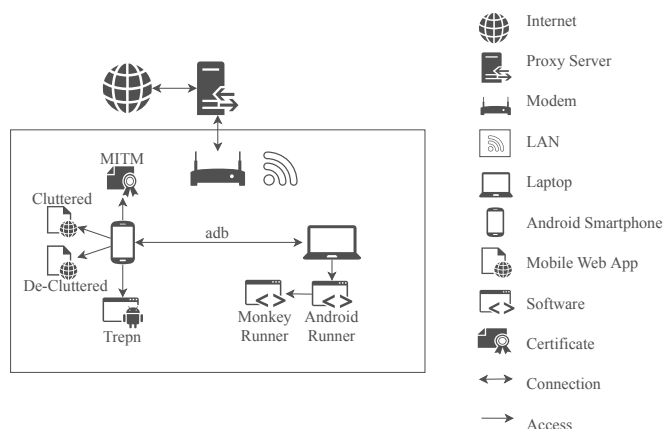 Internet
Proxy Server
Modem
LAN
Laptop
Android Smartphone
Mobile Web App
Software
Certificate
Connection
Access
MITM
Cluttered
De-Cluttered
adb
Trepn
Monkey
Runner
Android
Runner